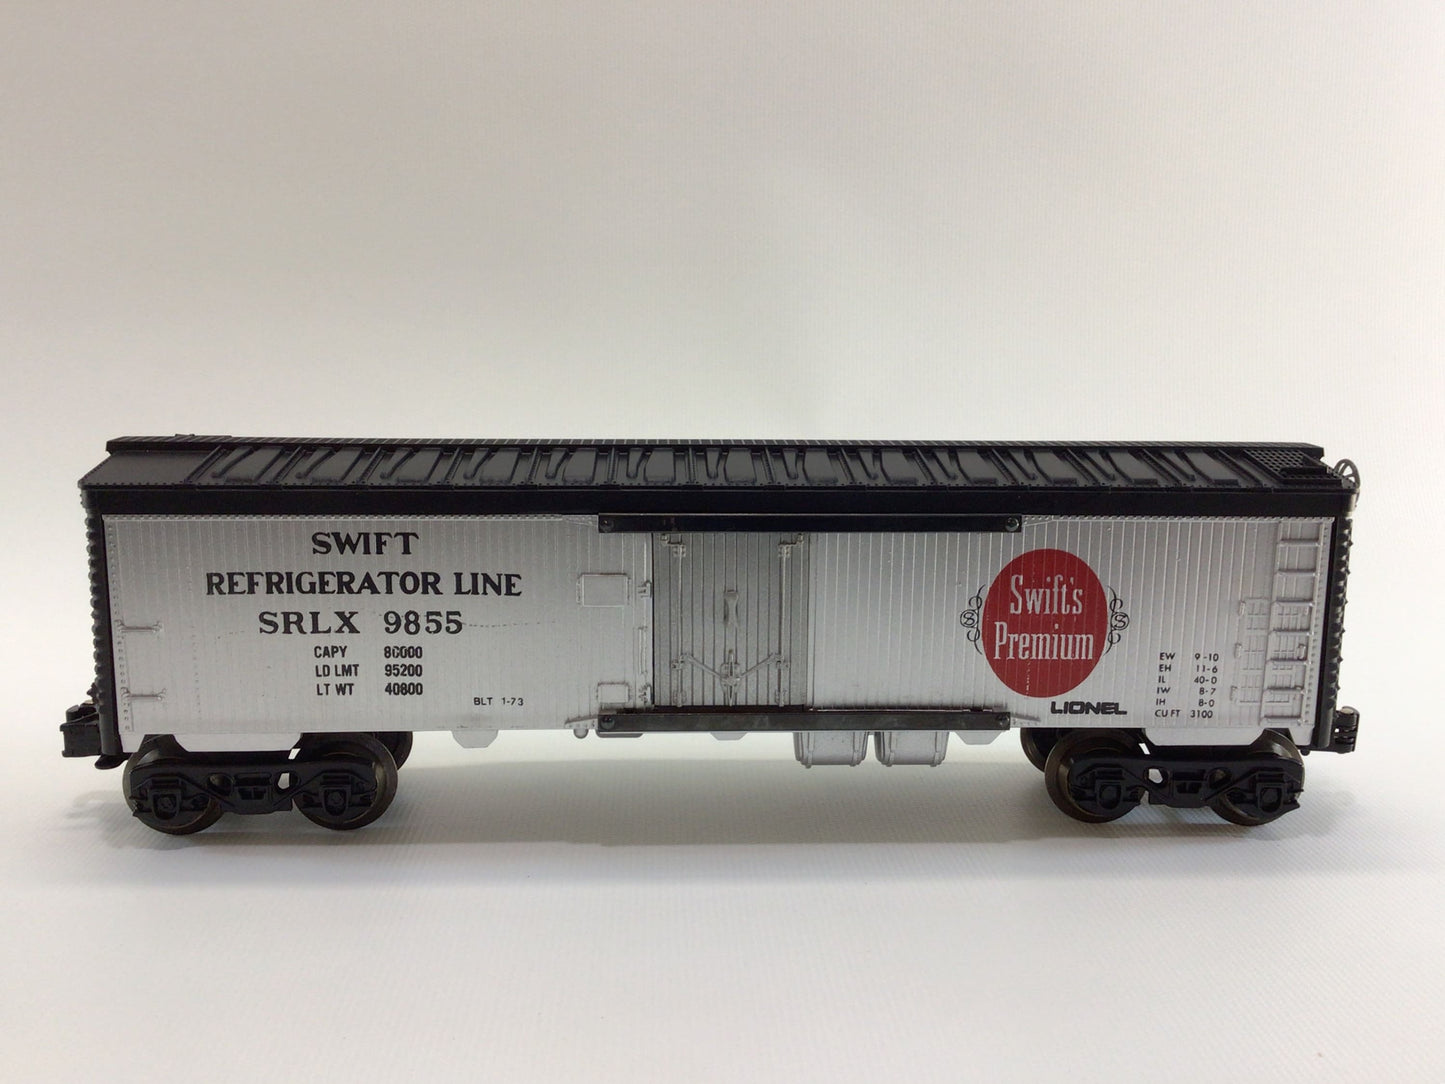 SWIFT
REFRIGERATOR LINE
SRLX 9855
CAPY 80000
LD LMT 95200
LT WT 40800
BLT 1-73
Swift's
Premium
S S
LIONEL
EW 9-10
EH 11-6
IL 40-0
IW 8-7
IH 8-0
CU FT 3100